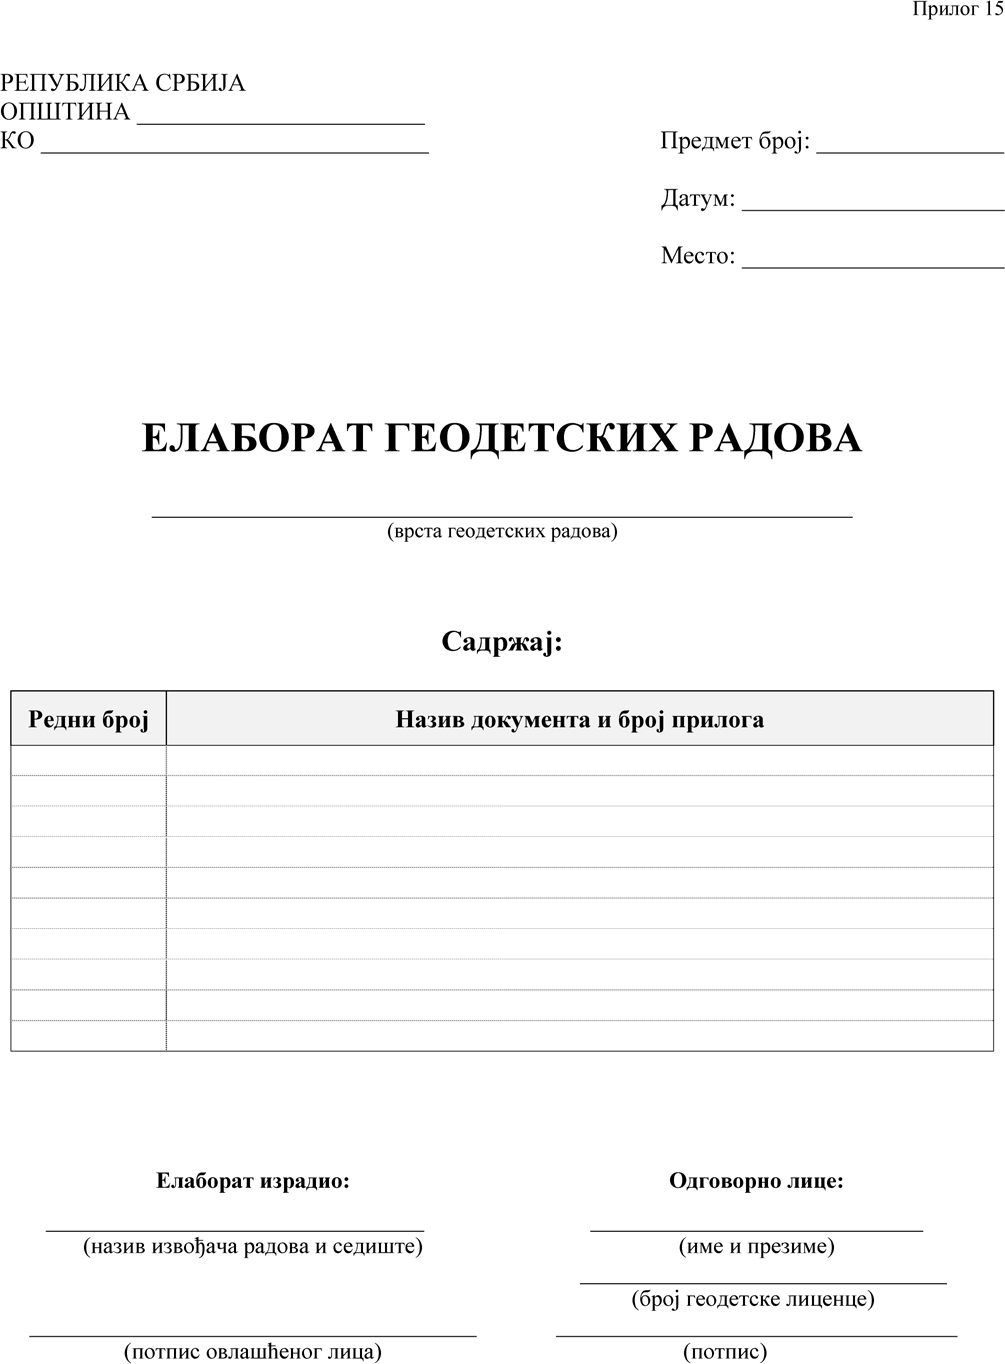 Прилог 15
РЕПУБЛИКА СРБИЈА
ОПШТИНА
КО
Предмет број:
Датум:
Место:
ЕЛАБОРАТ ГЕОДЕТСКИХ РАДОВА
(врста геодетских радова)
Садржај:
Редни број Назив документа и број прилога
Елаборат израдио: Одговорно лице:
(назив извођача радова и седиште) (име и презиме)
(број геодетске лиценце)
(потпис овлашћеног лица) (потпис)